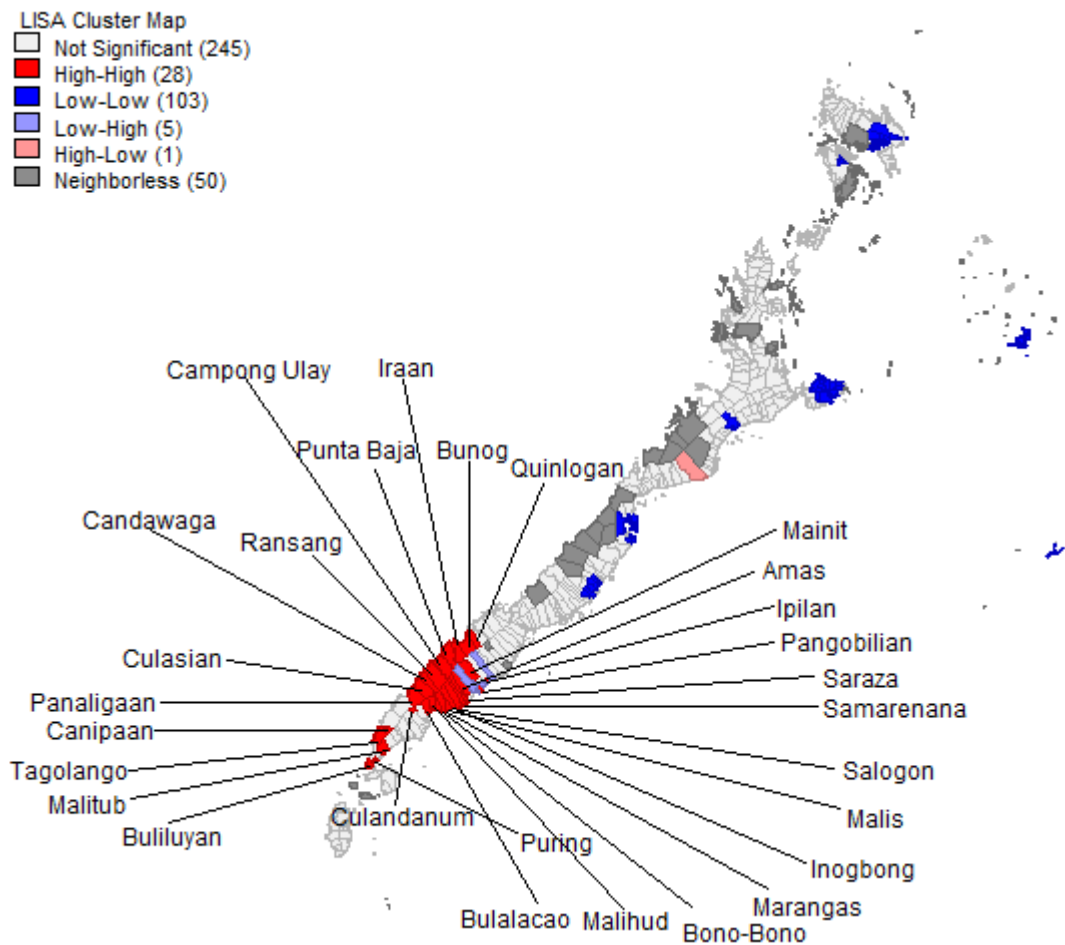 LISA Cluster Map
Not Significant (245)
High-High (28)
Low-Low (103)
Low-High (5)
High-Low (1)
Neighborless (50)
Campong Ulay
Iraan
Punta Baja
Bunog
Quinlogan
Candawaga
Ransang
Mainit
Amas
Ipilan
Pangobilian
Culasian
Saraza
Panaligaan
Samarenana
Canipaan
Tagolango
Salogon
Malitub
Culandanum
Malis
Buliluyan
Puring
Inogbong
Marangas
Bulalacao
Malihud
Bono-Bono